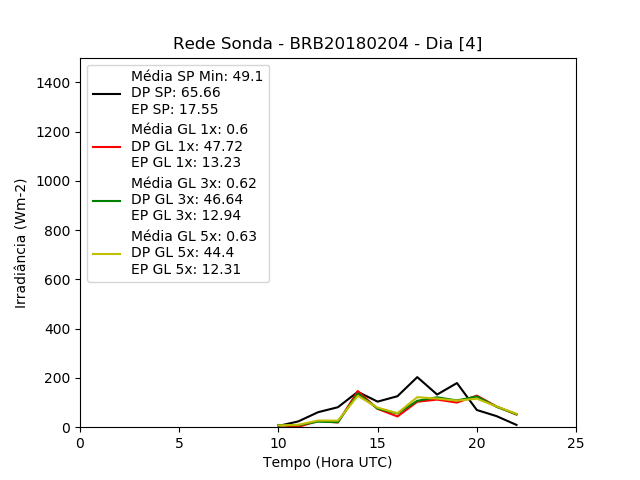 Rede Sonda - BRB20180204 - Dia [4]
Média SP Min: 49.1
DP SP: 65.66
EP SP: 17.55
Média GL 1x: 0.6
DP GL 1x: 47.72
EP GL 1x: 13.23
Média GL 3x: 0.62
DP GL 3x: 46.64
EP GL 3x: 12.94
Média GL 5x: 0.63
DP GL 5x: 44.4
EP GL 5x: 12.31
Irradiância (Wm-2)
1400
1200
1000
800
600
400
200
0
0 5 10 15 20 25
Tempo (Hora UTC)